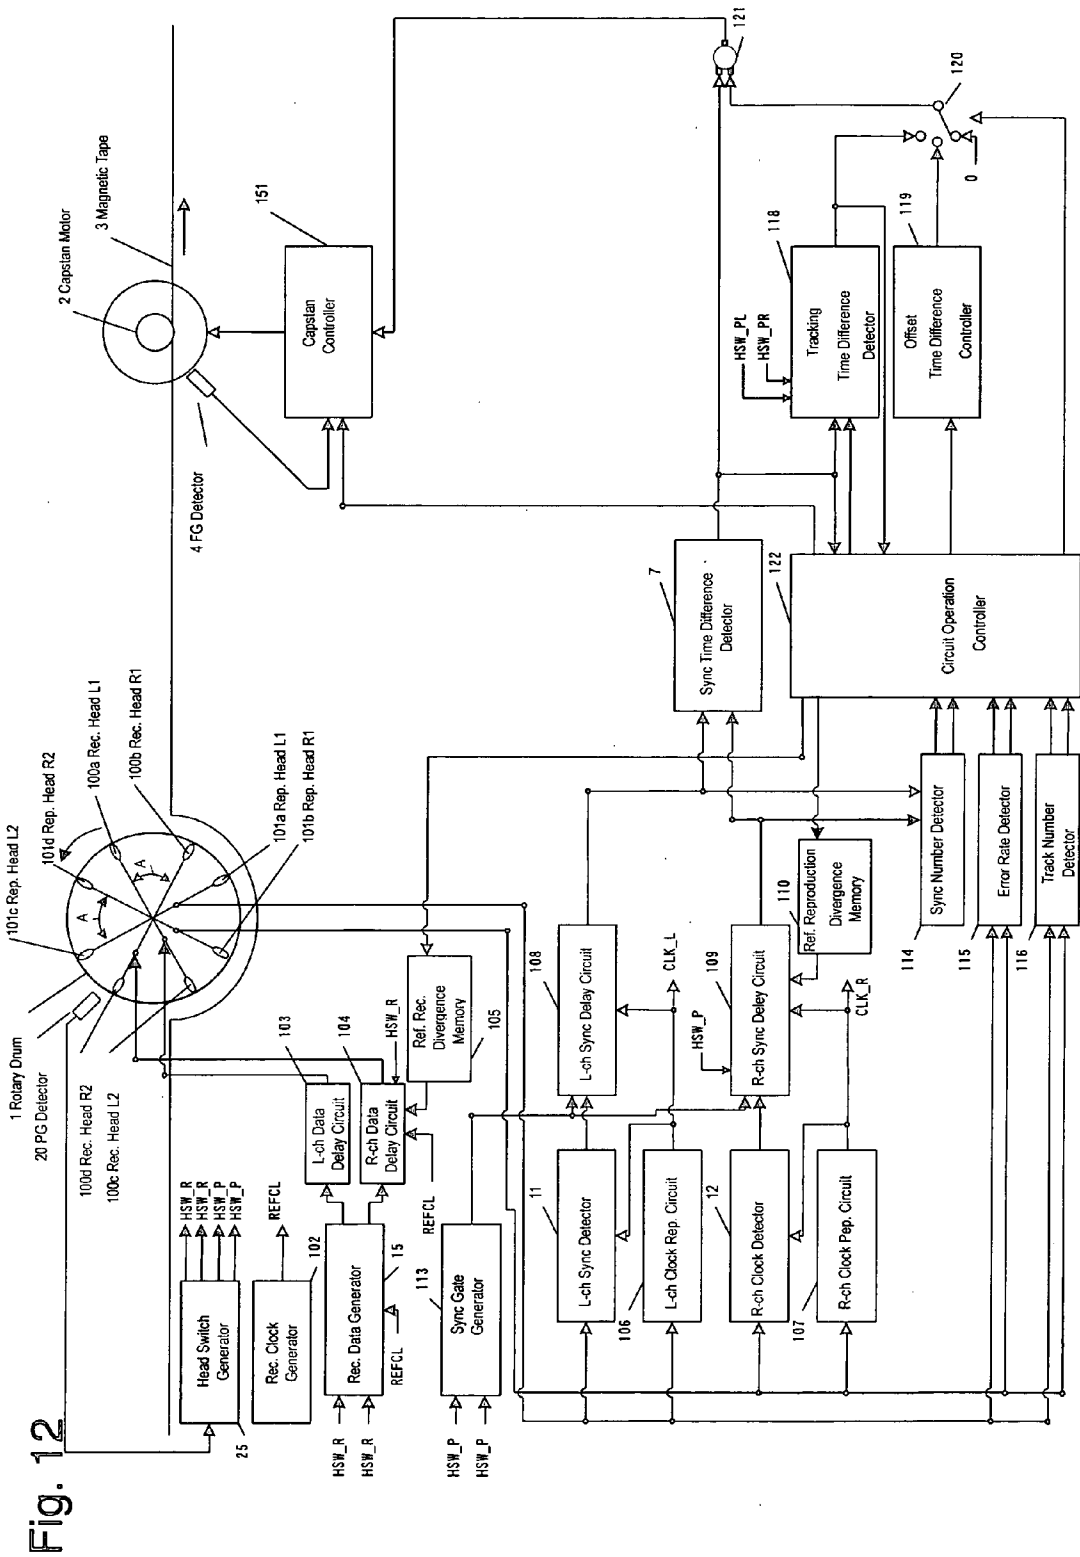 Fig. 12
1 Rotary Drum
20 PG Detector
101c Rep. Head L2
101d Rep. Head R2
100a Rec. Head L1
100b Rec. Head R1
101a Rep. Head L1
101b Rep. Head R1
100d Rec. Head R2
100c Rec. Head L2
A
A
2 Capstan Motor
3 Magnetic Tape
4 FG Detector
151
Capstan
Controller
121
Head Switch
Generator
25
HSW_R
HSW_R
HSW_P
HSW_P
Rec. Clock
Generator
102
REFCL
HSW_R
HSW_R
Rec. Data Generator
15
REFCL
L-ch Data
Delay Circuit
103
R-ch Data
Delay Circuit
104
HSW_R
REFCL
Ref. Rec.
Divergence
Memory
105
HSW_P
HSW_P
Sync Gate
Generator
113
L-ch Sync Detector
11
L-ch Clock Rep. Circuit
106
R-ch Clock Detector
12
R-ch Clock Pep. Circuit
107
L-ch Sync Delay Circuit
108
CLK_L
HSW_P
R-ch Sync Deley Circuit
109
CLK_R
Ref. Reproduction
Divergence
Memory
110
Sync Time Difference
Detector
7
Sync Number Detector
114
Error Rate Detector
115
Track Number
Detector
116
Circuit Operation
Controller
122
HSW_PL
HSW_PR
Tracking
Time Difference
Detector
118
Offset
Time Difference
Controller
119
120
0